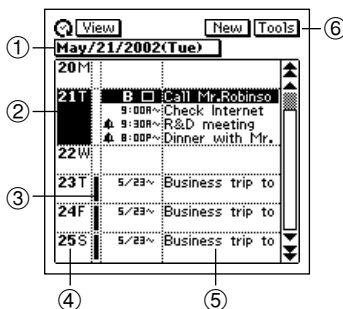 View New Tools ⑥
① May/21/2002(Tue)
20M
② 21T B Call Mr.Robinso
9:00A~ Check Internet
9:30A~ R&D meeting
8:00P~ Dinner with Mr.
22W
③ 23T 5/23~ Business trip to
24F 5/23~ Business trip to
25S 5/23~ Business trip to
④ ⑤